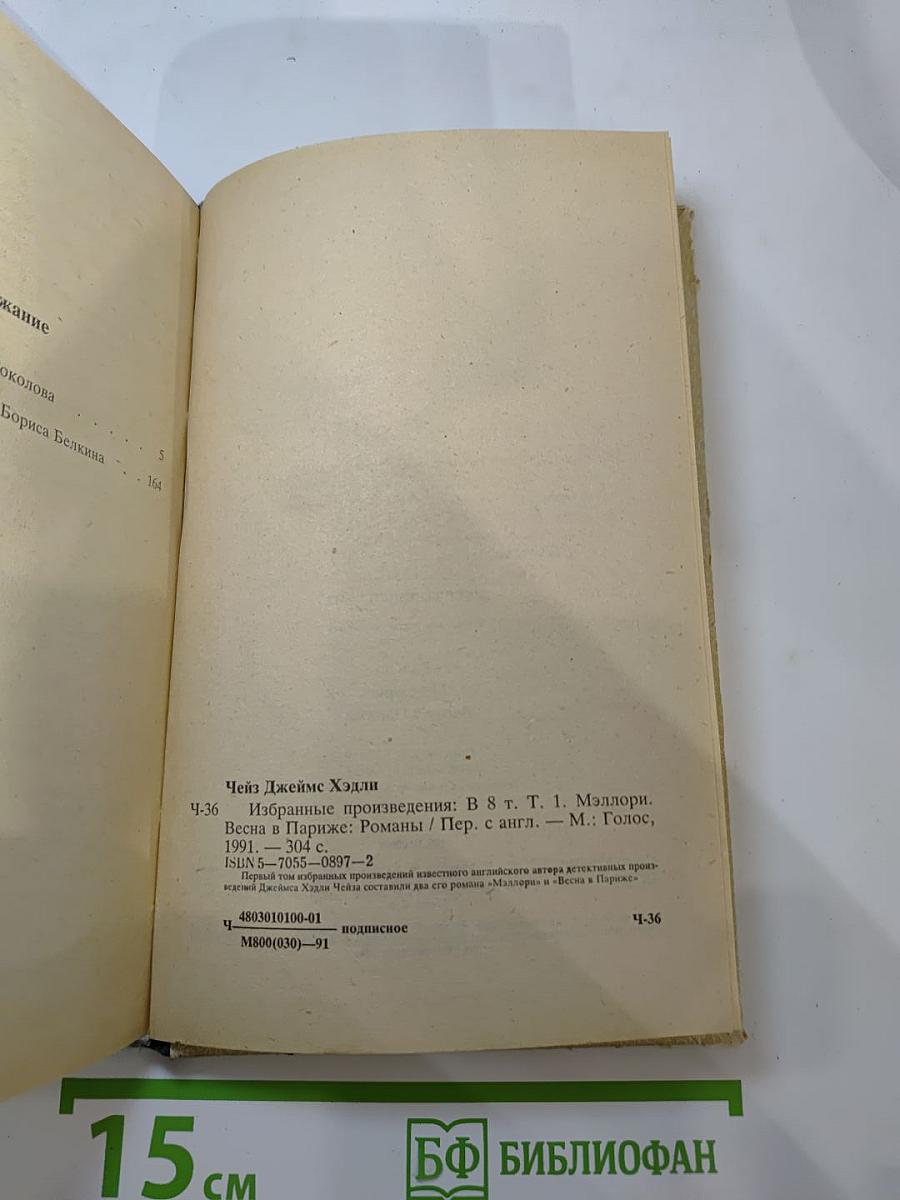 жание
околова . . . . 5
Бориса Белкина . . . 164
Чейз Джеймс Хэдли
Ч-36 Избранные произведения: В 8 т. Т. 1. Мэллори.
Весна в Париже: Романы / Пер. с англ. — М.: Голос,
1991. — 304 с.
ISBN 5—7055—0897—2
Первый том избранных произведений известного английского автора детективных произ-
ведений Джеймса Хэдли Чейза составили два его романа «Мэллори» и «Весна в Париже»
Ч 4803010100-01 подписное Ч-36
М800(030)—91
15 см
БФ БИБЛИОФАН